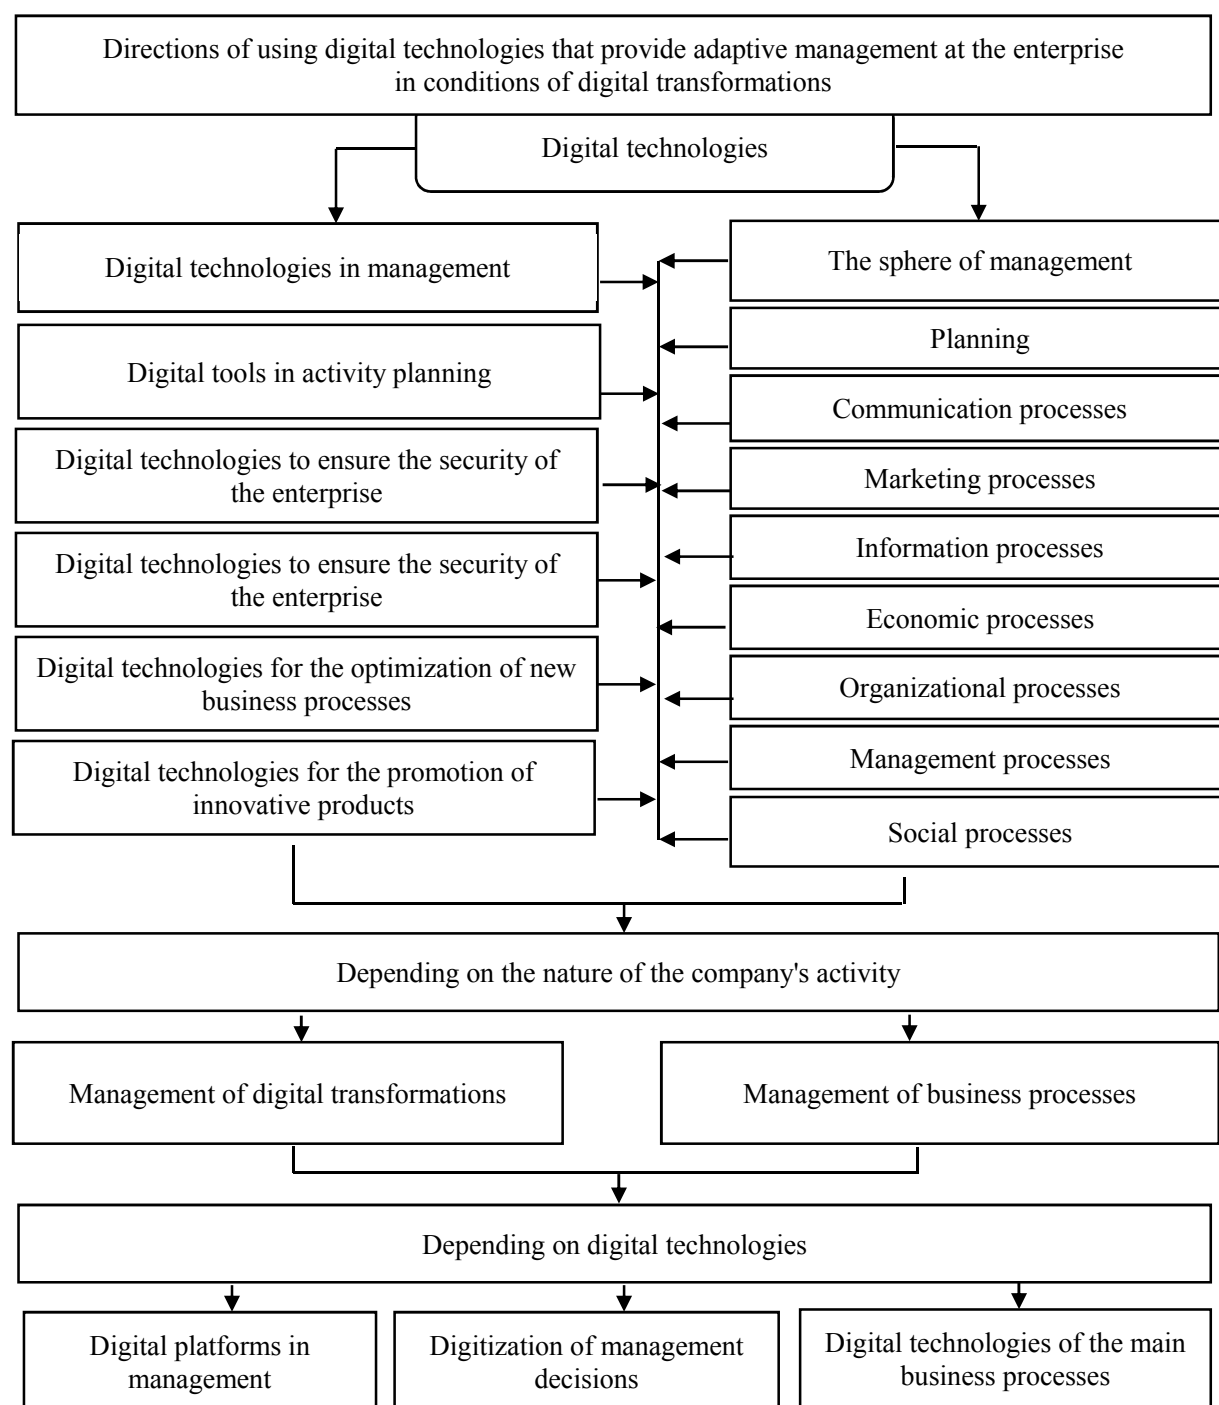 Directions of using digital technologies that provide adaptive management at the enterprise
in conditions of digital transformations
Digital technologies
Digital technologies in management
Digital tools in activity planning
Digital technologies to ensure the security of
the enterprise
Digital technologies to ensure the security of
the enterprise
Digital technologies for the optimization of new
business processes
Digital technologies for the promotion of
innovative products
The sphere of management
Planning
Communication processes
Marketing processes
Information processes
Economic processes
Organizational processes
Management processes
Social processes
Depending on the nature of the company's activity
Management of digital transformations
Management of business processes
Depending on digital technologies
Digital platforms in
management
Digitization of management
decisions
Digital technologies of the main
business processes